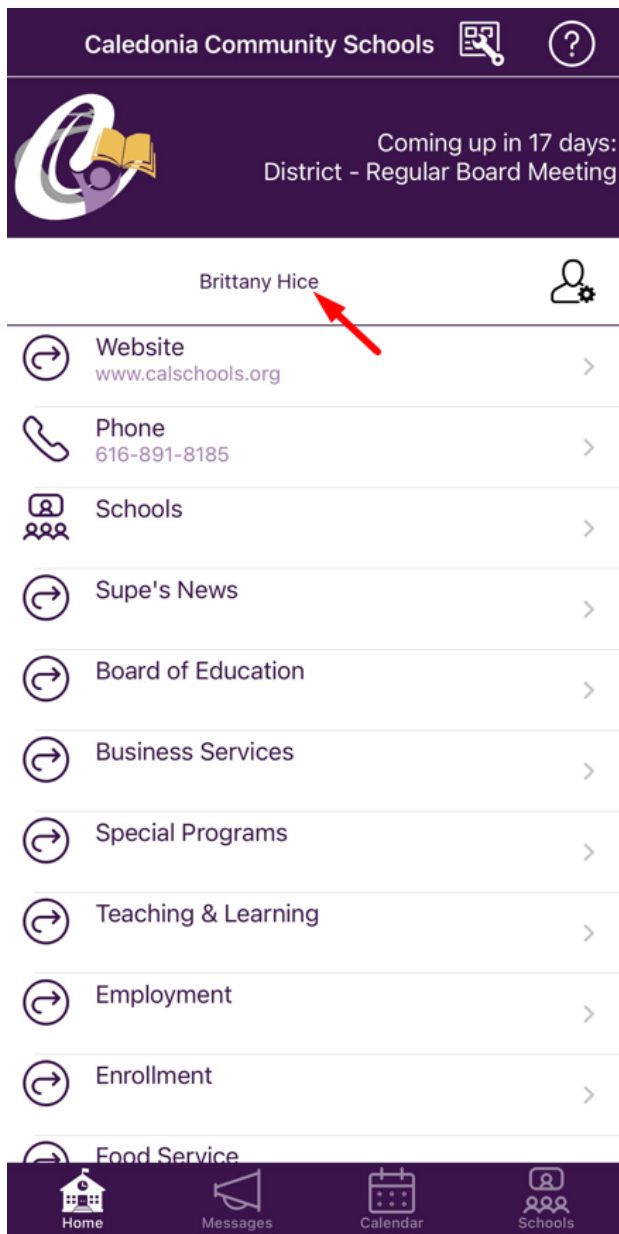 Caledonia Community Schools
?
Coming up in 17 days:
District - Regular Board Meeting
Brittany Hice
Website
www.calschools.org
Phone
616-891-8185
Schools
Supe's News
Board of Education
Business Services
Special Programs
Teaching & Learning
Employment
Enrollment
Food Service
Home
Messages
Calendar
Schools